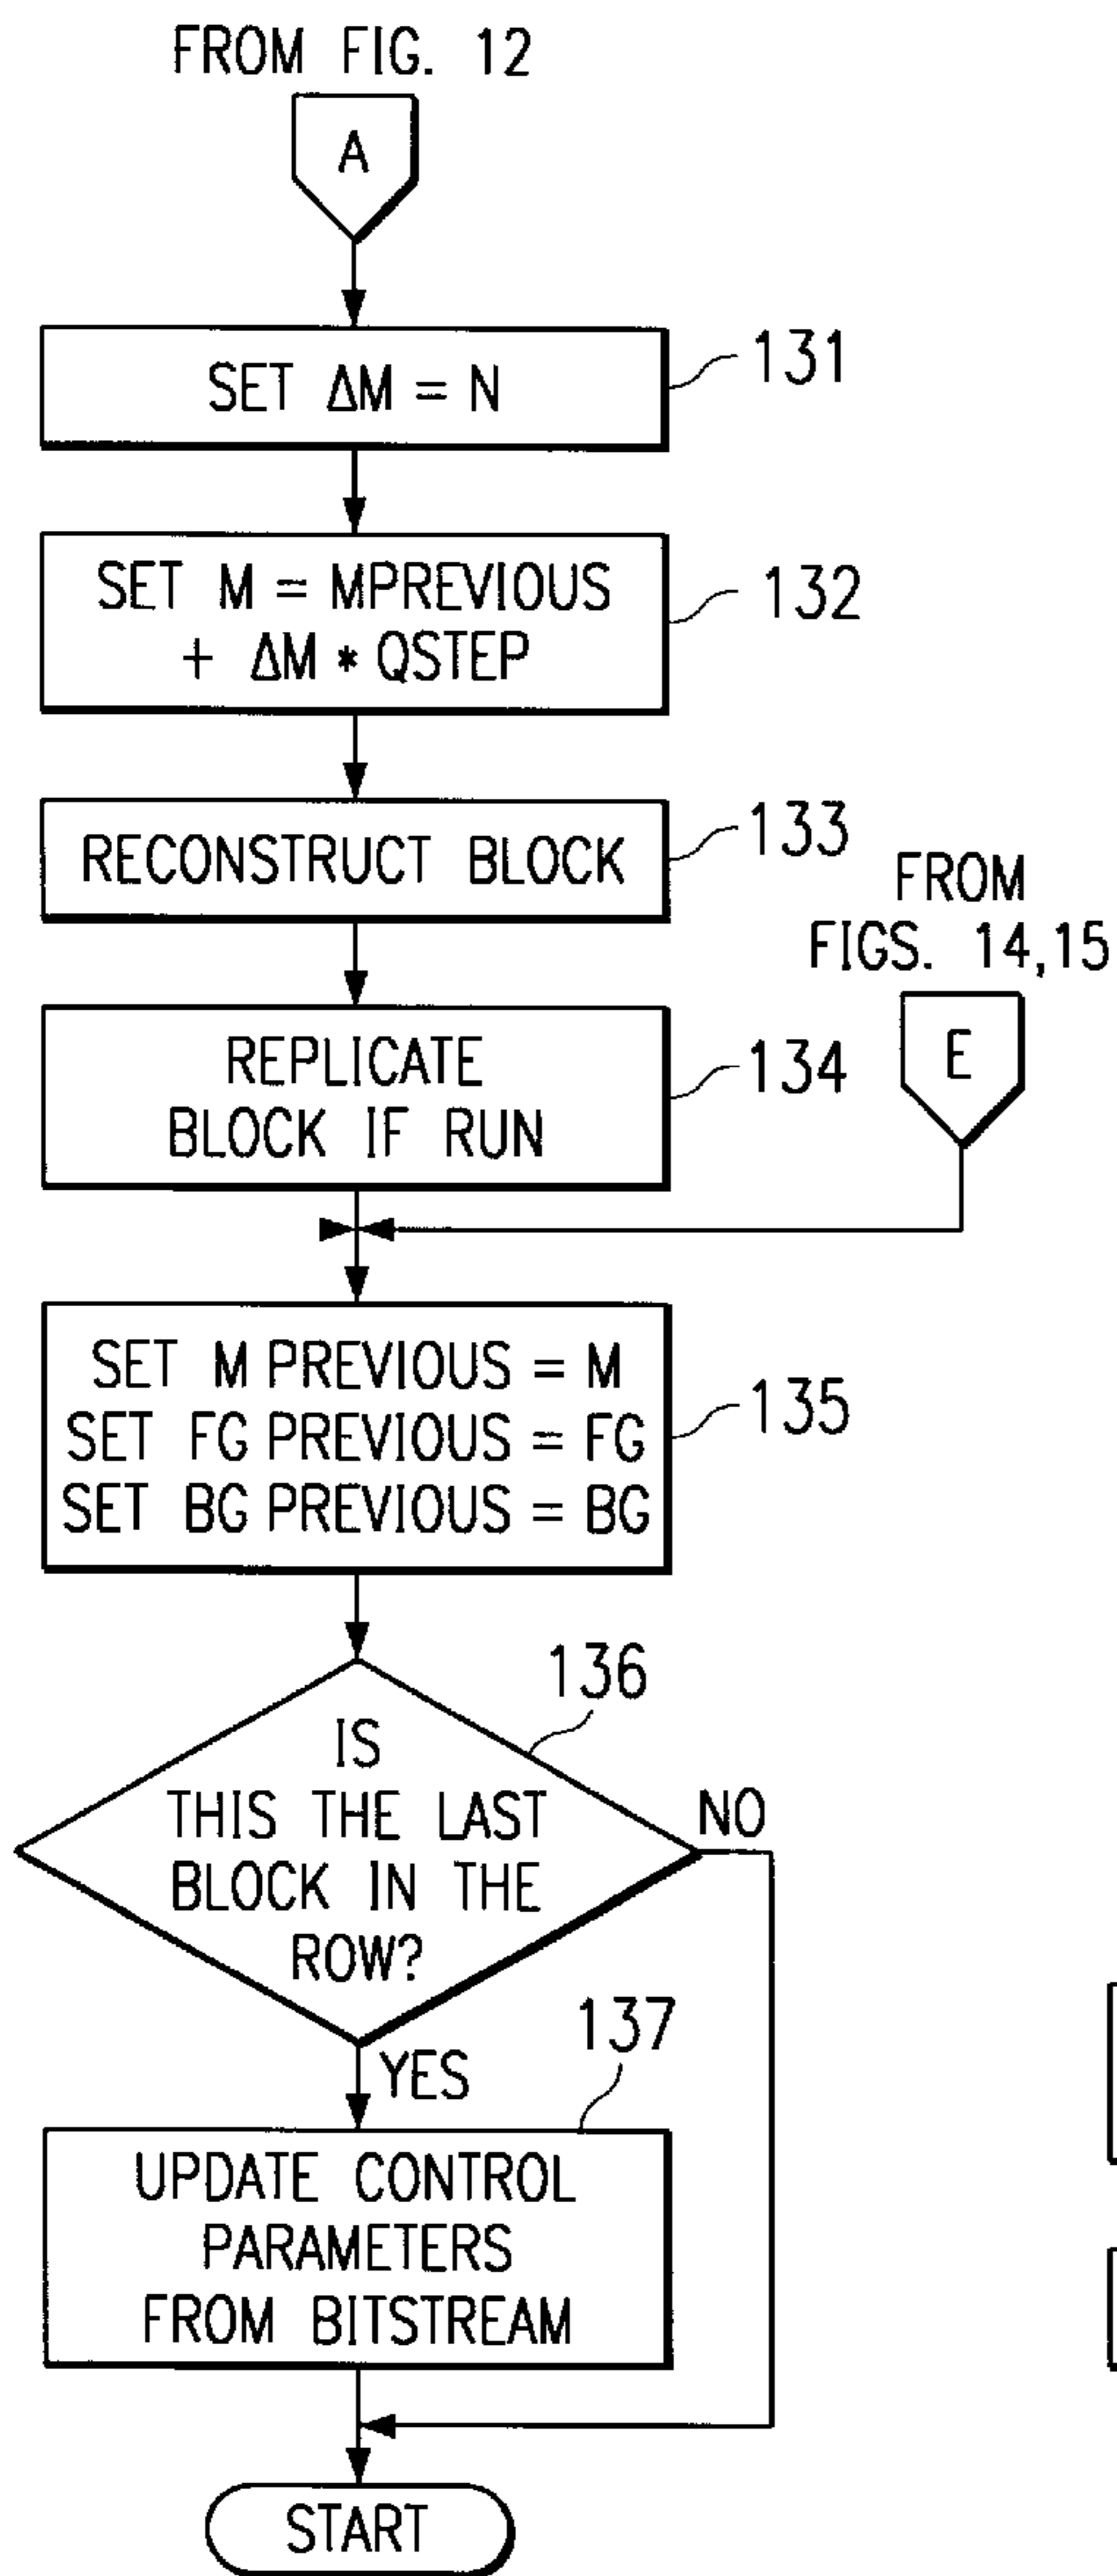 FROM FIG. 12
A
SET ΔM = N
131
SET M = MPREVIOUS
+ ΔM * QSTEP
132
RECONSTRUCT BLOCK
133
FROM
FIGS. 14,15
E
REPLICATE
BLOCK IF RUN
134
SET M PREVIOUS = M
SET FG PREVIOUS = FG
SET BG PREVIOUS = BG
135
136
IS
THIS THE LAST
BLOCK IN THE
ROW?
NO
YES
137
UPDATE CONTROL
PARAMETERS
FROM BITSTREAM
START